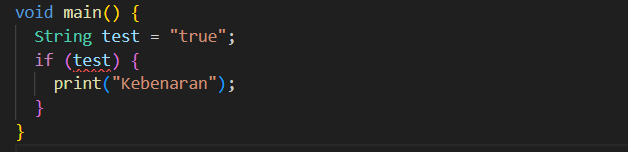 void main() {
  String test = "true";
  if (test) {
    print("Kebenaran");
  }
}